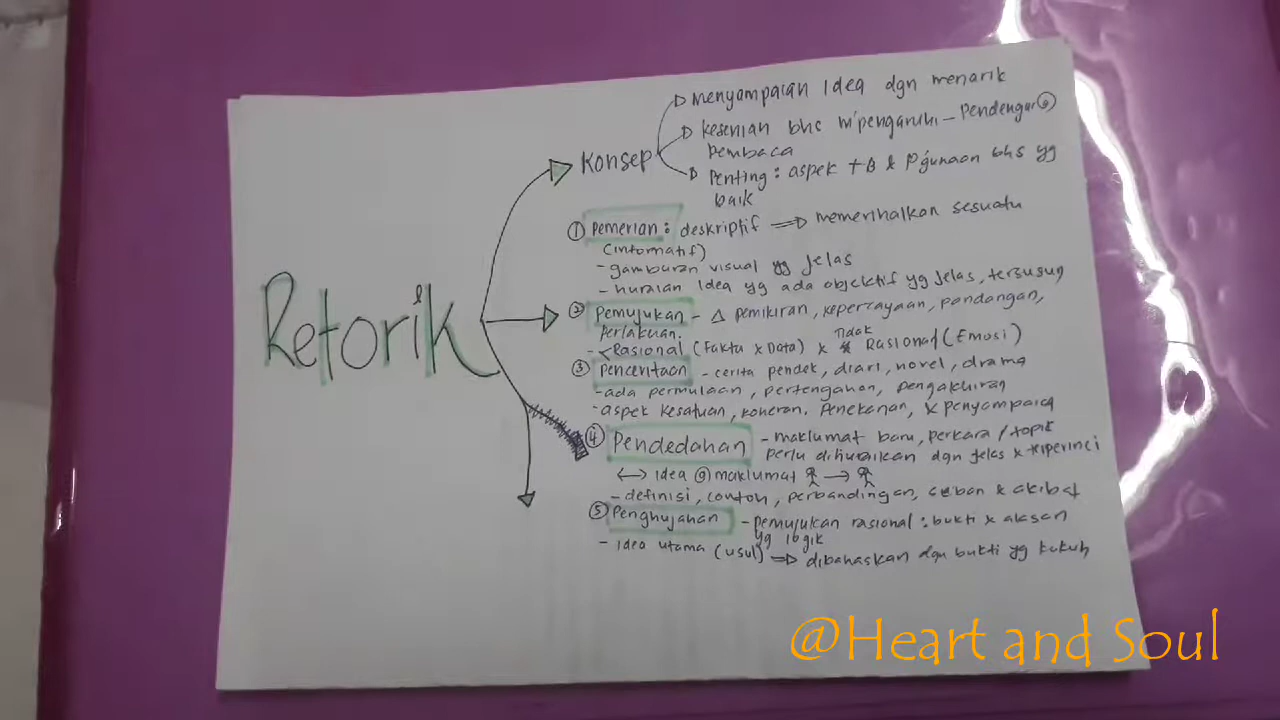 Retorik
Konsep
menyampaian idea dgn menarik
kesenian bhs m'pengaruhi - Pendengar @
Pembaca
Penting: aspek TB & P'gunaan bhs yg
baik
① Pemerian: deskriptif ⇒ memerihalkan sesuatu
(informatif)
- gambaran visual yg jelas
- huraian idea yg ada objektif yg jelas, tersusun
② Pemujukan - Δ pemikiran, kepercayaan, pandangan,
perlakuan.
- Rasional (Fakta & Data) & Tidak Rasional (Emosi)
③ Penceritaan - cerita pendek, diari, novel, drama
- ada permulaan, pertengahan, pengakhiran
- aspek kesatuan, koheran, Penekanan, & penyampaian
④ Pendedahan - maklumat baru, perkara / topik
perlu dihuraikan dgn jelas & terperinci
↔ idea @ maklumat →
- definisi, contoh, perbandingan, sebab & akibat
⑤ Penghujahan - pemujukan rasional: bukti & alasan
yg logik
- idea utama (usul) ⇒ dibahaskan dgn bukti yg kukuh
@Heart and Soul